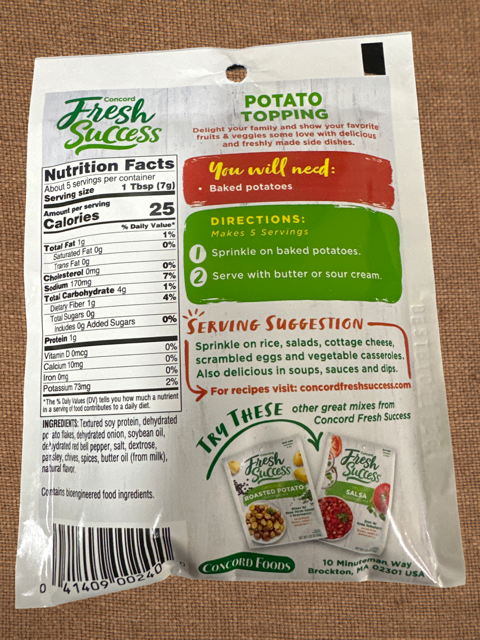 Concord
Fresh
Success
Nutrition Facts
About 5 servings per container
Serving size 1 Tbsp (7g)
Amount per serving
Calories 25
% Daily Value*
Total Fat 1g 1%
Saturated Fat 0g 0%
Trans Fat 0g
Cholesterol 0mg 0%
Sodium 170mg 7%
Total Carbohydrate 4g 1%
Dietary Fiber 1g 4%
Total Sugars 0g
Includes 0g Added Sugars 0%
Protein 1g
Vitamin D 0mcg 0%
Calcium 10mg 0%
Iron 0mg 0%
Potassium 73mg 2%
*The % Daily Values (DV) tells you how much a nutrient
in a serving of food contributes to a daily diet.
INGREDIENTS: Textured soy protein, dehydrated
potato flakes, dehydrated onion, soybean oil,
dehydrated red bell pepper, salt, dextrose,
parsley, chives, spices, butter oil (from milk),
natural flavor.
Contains bioengineered food ingredients.
0 41409 00240
POTATO
TOPPING
Delight your family and show your favorite
fruits & veggies some love with delicious
and freshly made side dishes.
You will need:
• Baked potatoes
DIRECTIONS:
Makes 5 Servings
1 Sprinkle on baked potatoes.
2 Serve with butter or sour cream.
SERVING SUGGESTION
Sprinkle on rice, salads, cottage cheese,
scrambled eggs and vegetable casseroles.
Also delicious in soups, sauces and dips.
For recipes visit: concordfreshsuccess.com
TRY THESE other great mixes from
Concord Fresh Success
Fresh
Success
ROASTED POTATO
Fresh
Success
SALSA
CONCORD FOODS
10 Minuteman Way
Brockton, MA 02301 USA